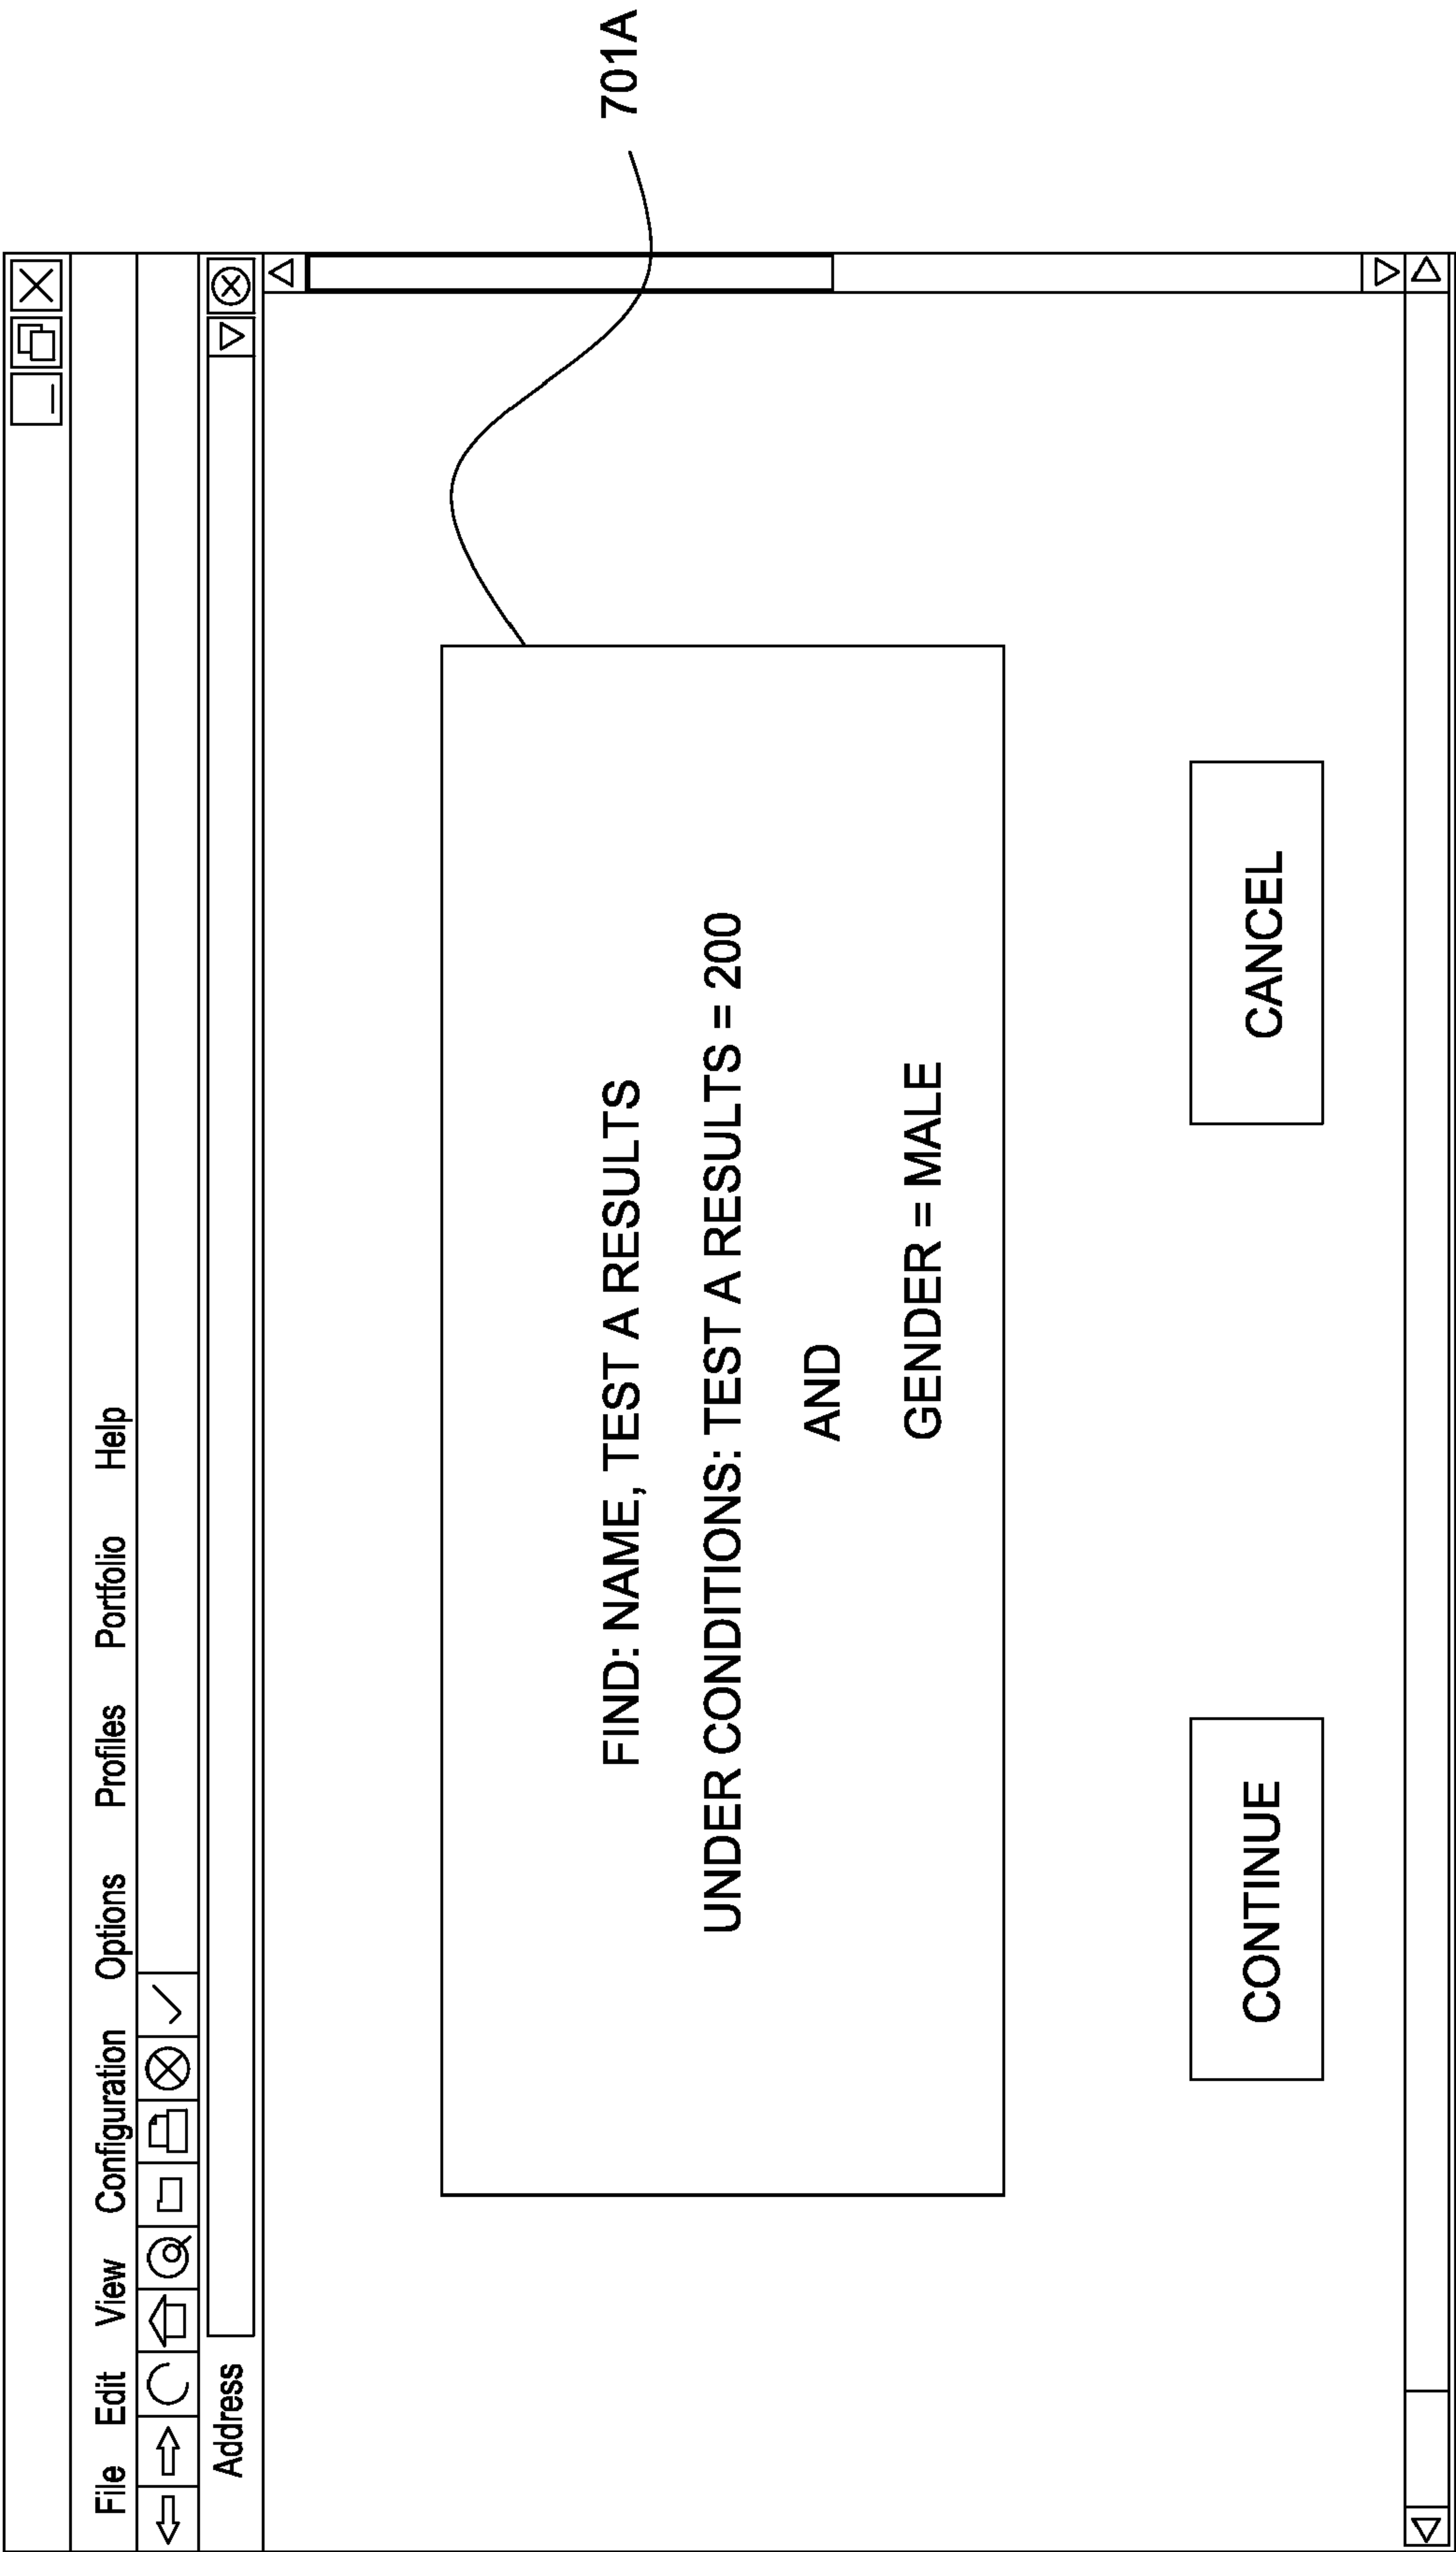 File Edit View Configuration Options Profiles Portfolio Help
Address
701A
FIND: NAME, TEST A RESULTS
UNDER CONDITIONS: TEST A RESULTS = 200
AND
GENDER = MALE
CONTINUE
CANCEL